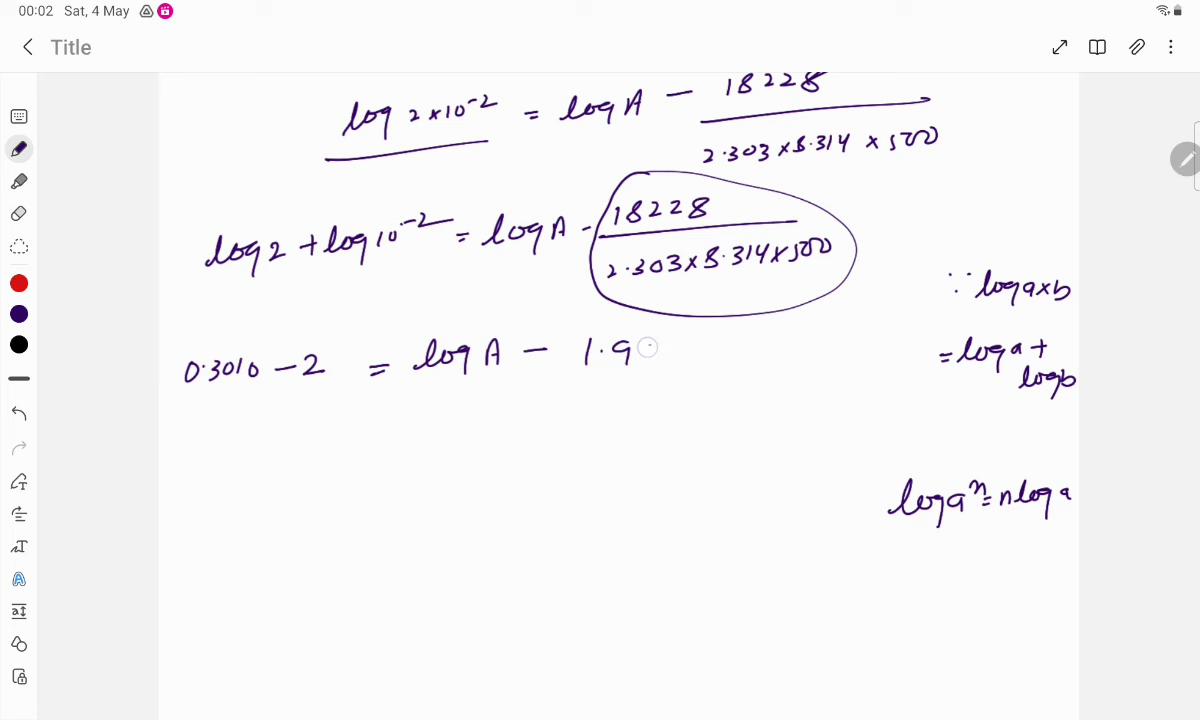 00:02 Sat, 4 May
Title
log 2×10⁻² = log A − 18228 / 2.303×8.314×500
log 2 + log 10⁻² = log A − 18228 / 2.303×8.314×500
∵ log a×b
= log a +
log b
0.3010 − 2 = log A − 1.9
log aⁿ = n log a